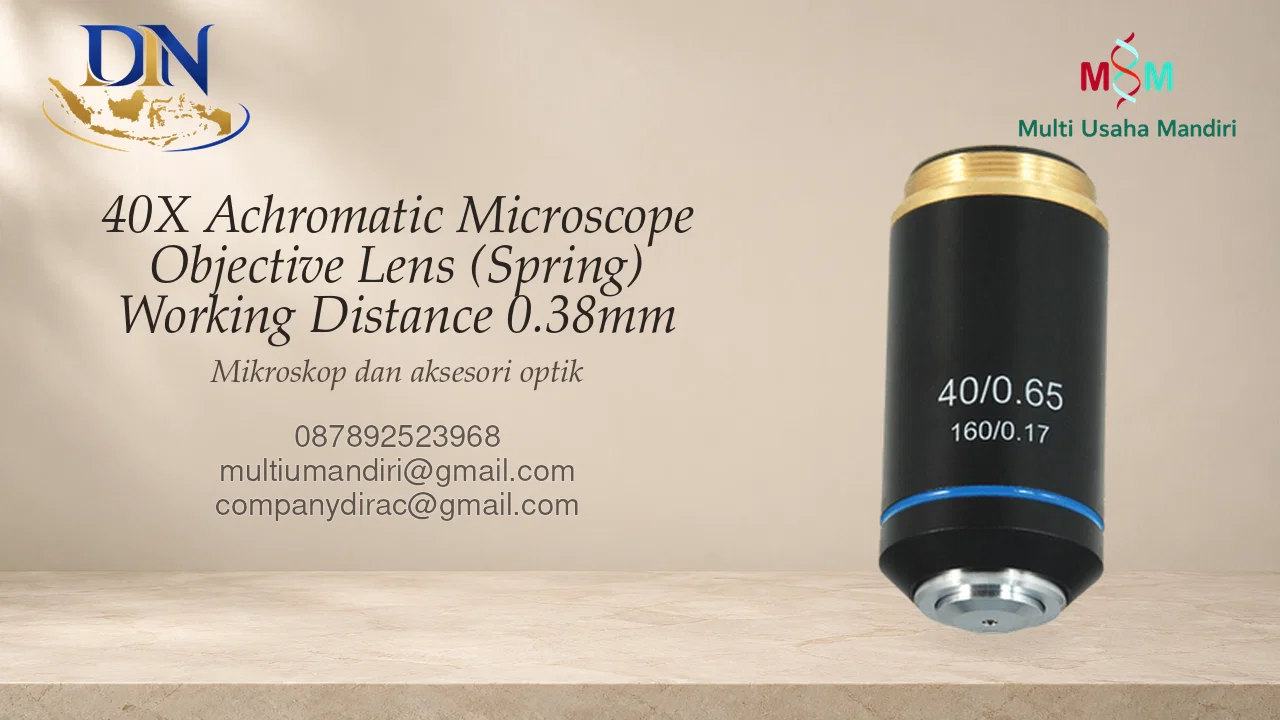 DN
M M
Multi Usaha Mandiri
40X Achromatic Microscope
Objective Lens (Spring)
Working Distance 0.38mm
Mikroskop dan aksesori optik
087892523968
multiumandiri@gmail.com
companydirac@gmail.com
40/0.65
160/0.17